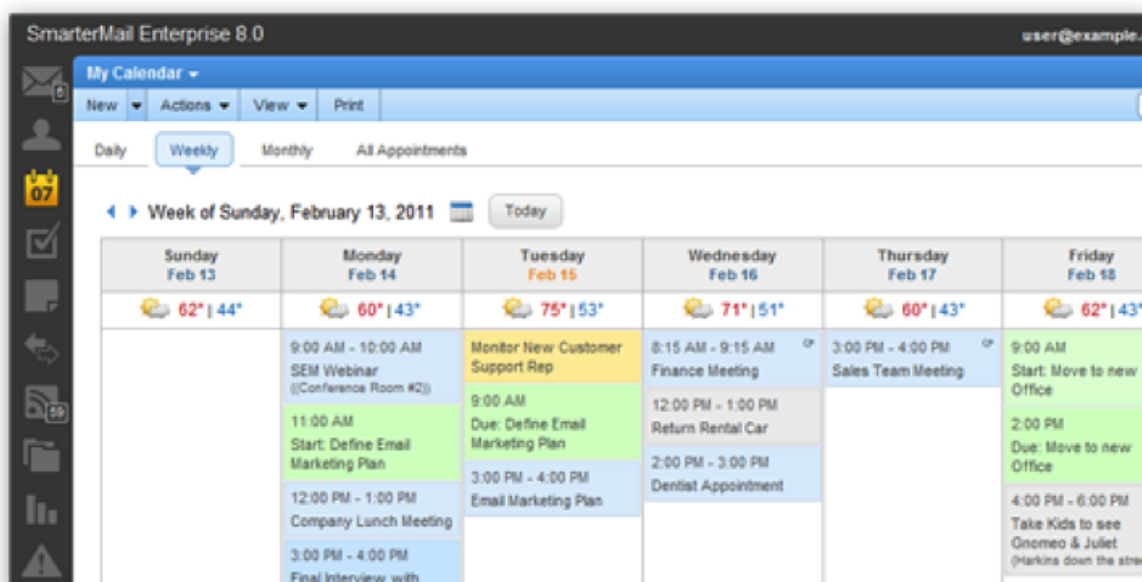 SmarterMail Enterprise 8.0
user@example.
My Calendar
New Actions View Print
Daily Weekly Monthly All Appointments
07
Week of Sunday, February 13, 2011 Today
Sunday
Feb 13
Monday
Feb 14
Tuesday
Feb 15
Wednesday
Feb 16
Thursday
Feb 17
Friday
Feb 18
62°|44°
60°|43°
75°|53°
71°|51°
60°|43°
62°|43°
9:00 AM - 10:00 AM
SEM Webinar
((Conference Room #2))
11:00 AM
Start: Define Email
Marketing Plan
12:00 PM - 1:00 PM
Company Lunch Meeting
3:00 PM - 4:00 PM
Final Interview with
Monitor New Customer
Support Rep
9:00 AM
Due: Define Email
Marketing Plan
3:00 PM - 4:00 PM
Email Marketing Plan
8:15 AM - 9:15 AM
Finance Meeting
12:00 PM - 1:00 PM
Return Rental Car
2:00 PM - 3:00 PM
Dentist Appointment
3:00 PM - 4:00 PM
Sales Team Meeting
9:00 AM
Start: Move to new
Office
2:00 PM
Due: Move to new
Office
4:00 PM - 6:00 PM
Take Kids to see
Gnomeo & Juliet
(Harkins down the stre